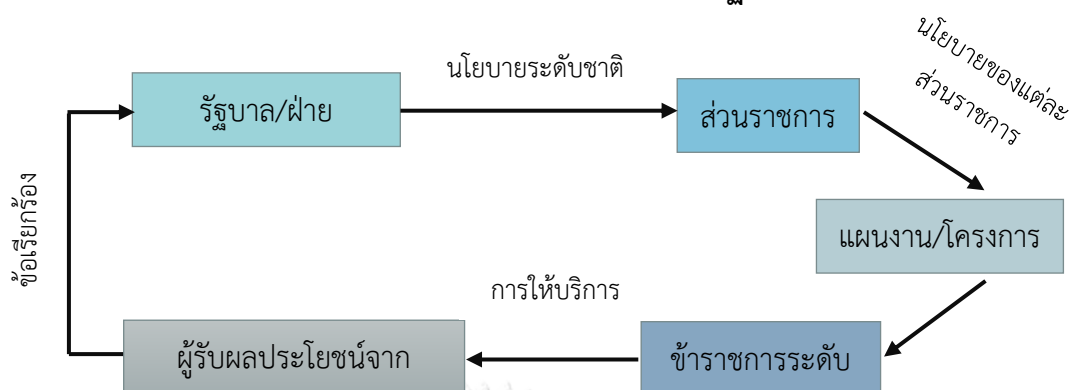 นโยบายระดับชาติ
รัฐบาล/ฝ่าย
ส่วนราชการ
นโยบายของแต่ละ
ส่วนราชการ
แผนงาน/โครงการ
ข้าราชการระดับ
การให้บริการ
ผู้รับผลประโยชน์จาก
ข้อเรียกร้อง